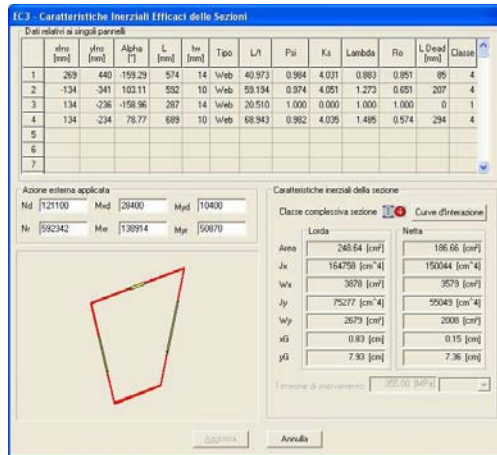 EC3 - Caratteristiche Inerziali Efficaci delle Sezioni
Dati relativi ai singoli pannelli
xIns [mm] yIns [mm] Alpha [°] L [mm] tw [mm] Tipo L/t Psi Ks Lambda Ro L Dead [mm] Classe
1 269 440 -159.29 574 14 Web 40.973 0.984 4.031 0.883 0.851 85 4
2 -134 -341 103.11 592 10 Web 59.194 0.974 4.051 1.273 0.651 207 4
3 134 -236 -158.96 287 14 Web 20.510 1.000 0.000 1.000 1.000 0 1
4 134 -234 78.77 689 10 Web 68.943 0.982 4.035 1.485 0.574 294 4
5
6
7
Azione esterna applicata
Nd 121100 Mxd 28400 Myd 10400
Nr 592342 Mxr 138914 Myr 50870
Caratteristiche inerziali della sezione
Classe complessiva sezione 4 Curve d'Interazione
Lorda Netta
Area 248.64 [cm²] 186.66 [cm²]
Jx 164758 [cm^4] 150044 [cm^4]
Wx 3878 [cm³] 3579 [cm³]
Jy 75277 [cm^4] 55049 [cm^4]
Wy 2679 [cm³] 2008 [cm³]
xG 0.83 [cm] 0.15 [cm]
yG 7.93 [cm] 7.36 [cm]
Tensione di snervamento 355.00 [MPa]
Aggiorna Annulla